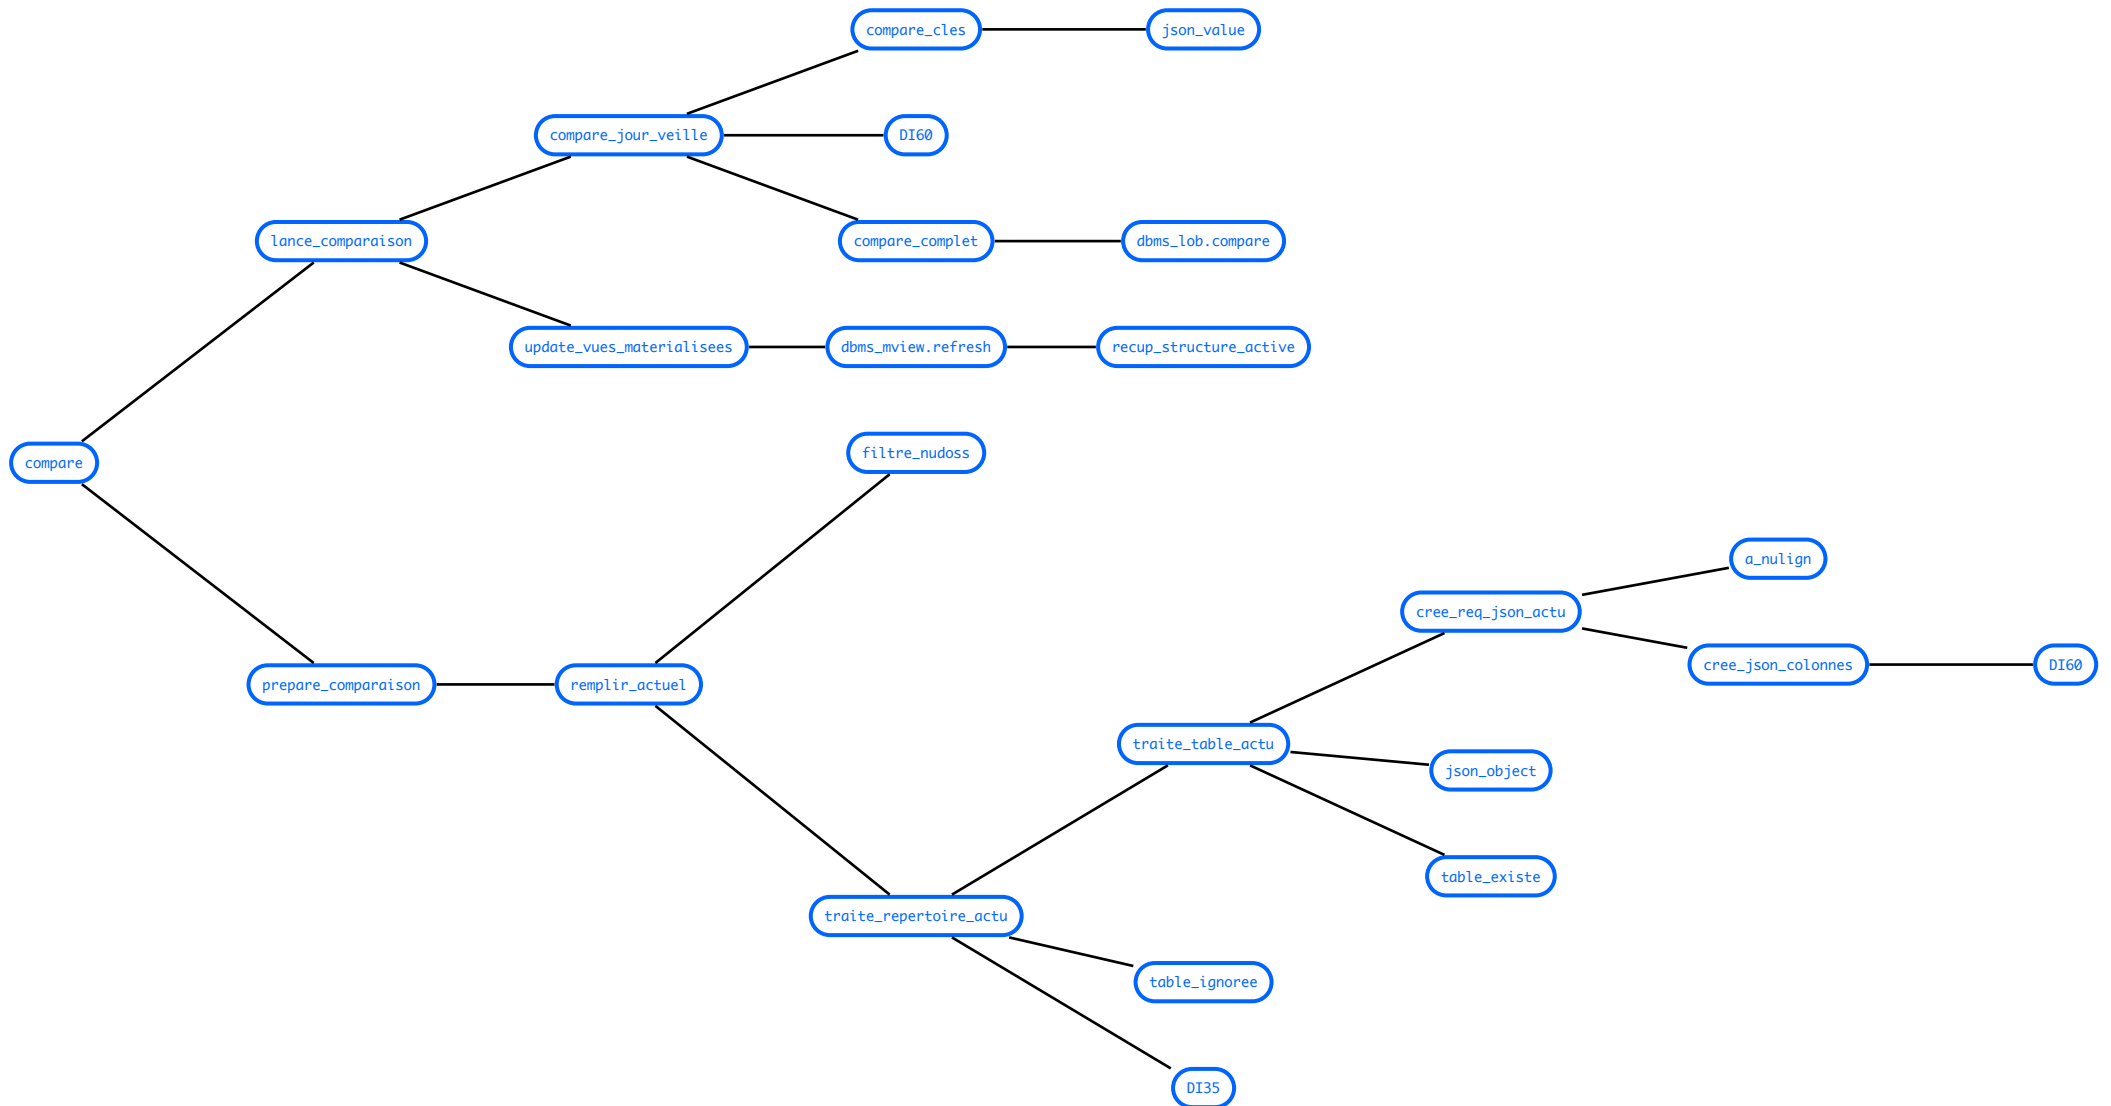 compare_cles
json_value
compare_jour_veille
DI60
lance_comparaison
compare_complet
dbms_lob.compare
update_vues_materialisees
dbms_mview.refresh
recup_structure_active
compare
filtre_nudoss
a_nulign
cree_req_json_actu
cree_json_colonnes
DI60
prepare_comparaison
remplir_actuel
traite_table_actu
json_object
table_existe
traite_repertoire_actu
table_ignoree
DI35